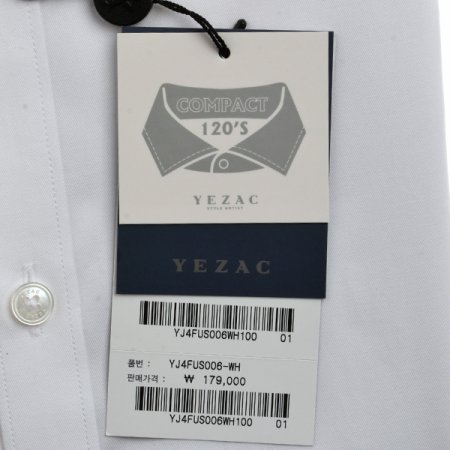 COMPACT
120'S
YEZAC
STYLE ARTIST
YEZAC
YJ4FUS006WH100 01
품번: YJ4FUS006-WH
판매가격: ₩ 179,000
YJ4FUS006WH100 01